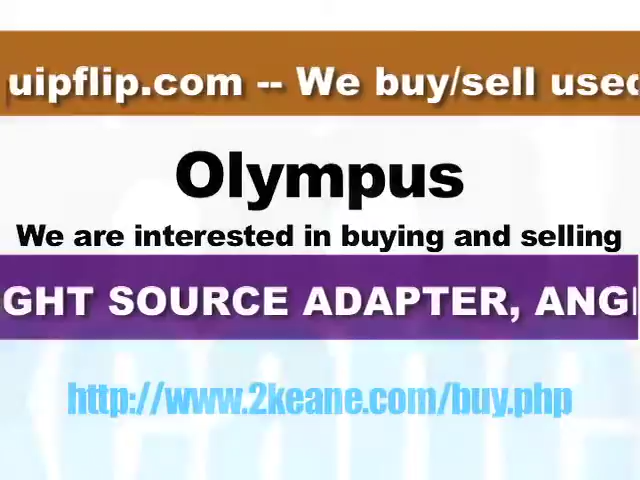 uipflip.com -- We buy/sell used
Olympus
We are interested in buying and selling
GHT SOURCE ADAPTER, ANG
http://www.2keane.com/buy.php